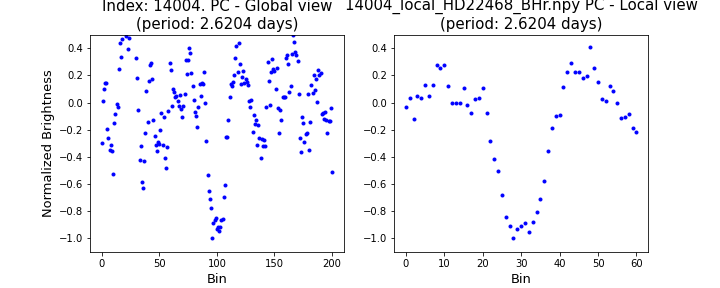 Index: 14004. PC - Global view
(period: 2.6204 days)
14004_local_HD22468_BHr.npy PC - Local view
(period: 2.6204 days)
Normalized Brightness
0.4
0.2
0.0
−0.2
−0.4
−0.6
−0.8
−1.0
0 50 100 150 200
Bin
0.4
0.2
0.0
−0.2
−0.4
−0.6
−0.8
−1.0
0 10 20 30 40 50 60
Bin